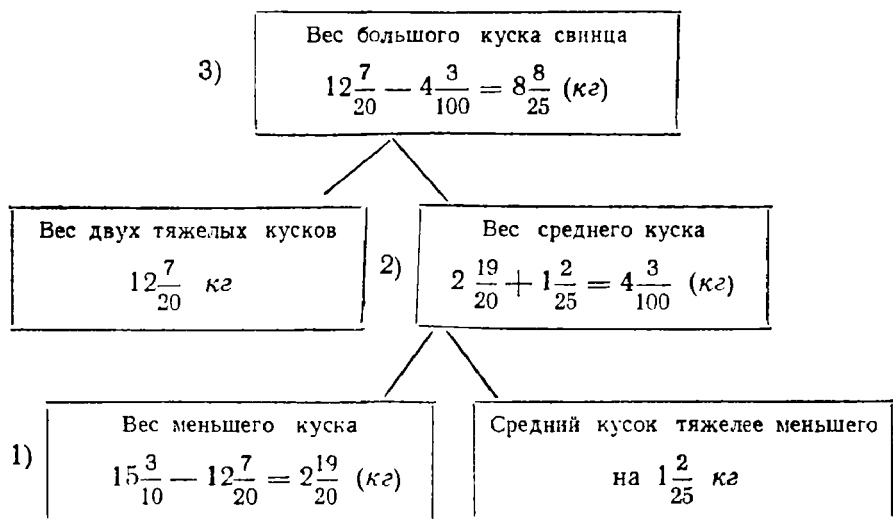 Вес большого куска свинца
3) 12 7/20 — 4 3/100 = 8 8/25 (кг)
Вес двух тяжелых кусков
12 7/20 кг
Вес среднего куска
2) 2 19/20 + 1 2/25 = 4 3/100 (кг)
Вес меньшего куска
1) 15 3/10 — 12 7/20 = 2 19/20 (кг)
Средний кусок тяжелее меньшего
на 1 2/25 кг